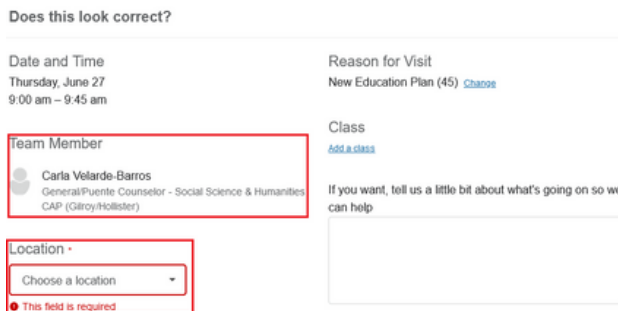 Does this look correct?
Date and Time
Thursday, June 27
9:00 am – 9:45 am
Team Member
Carla Velarde-Barros
General/Puente Counselor - Social Science & Humanities
CAP (Gilroy/Hollister)
Location *
Choose a location
This field is required
Reason for Visit
New Education Plan (45) Change
Class
Add a class
If you want, tell us a little bit about what's going on so we
can help